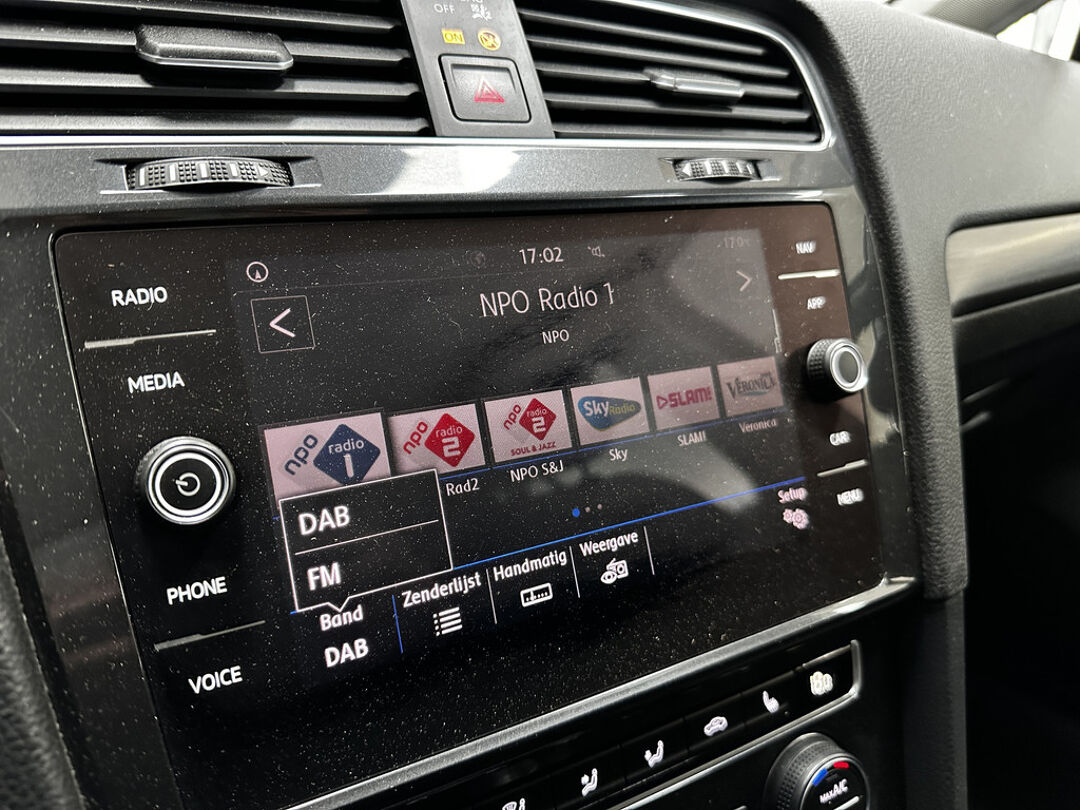 OFF
ON
RADIO
MEDIA
PHONE
VOICE
NAV
APP
CAR
MENU
17:02
17.0°C
NPO Radio 1
NPO
npo radio 1
npo radio 2
npo radio 2
SOUL & JAZZ
Sky Radio
SLAM!
VERONICA
Rad2
NPO S&J
Sky
SLAM!
Veronica
DAB
FM
Band
DAB
Zenderlijst
Handmatig
Weergave
Setup
MAX A/C